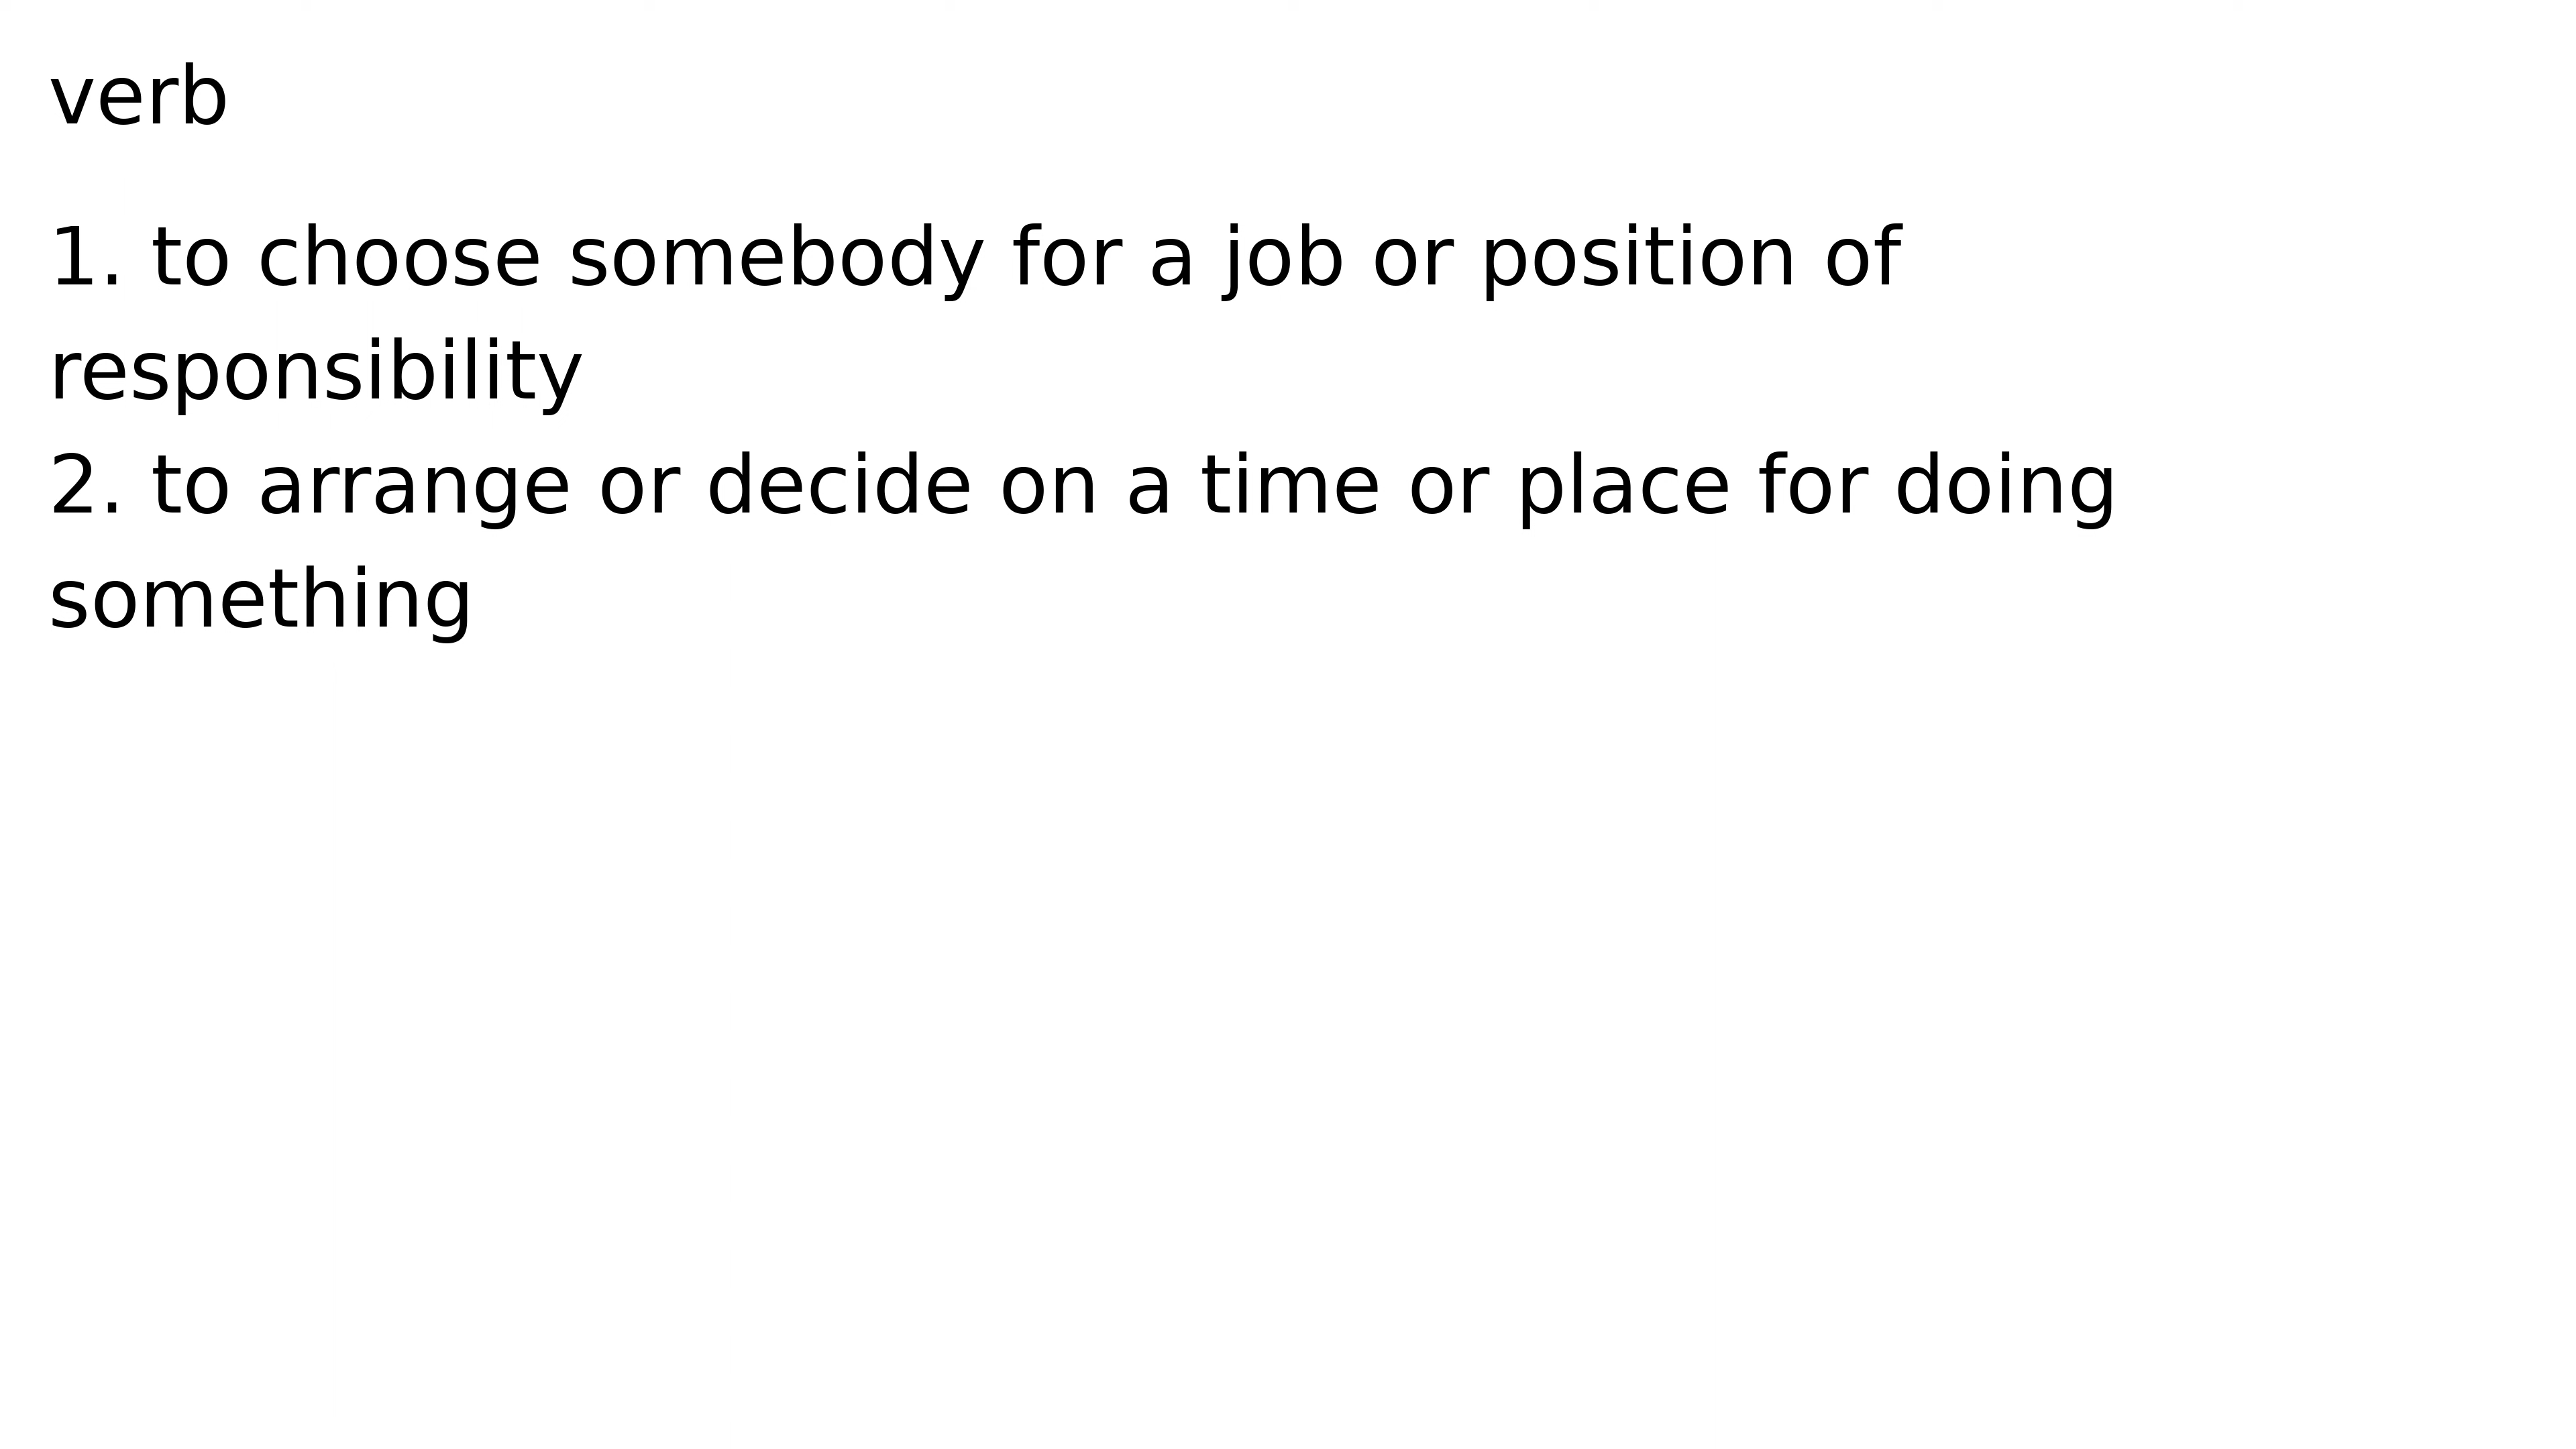 verb
1. to choose somebody for a job or position of
responsibility
2. to arrange or decide on a time or place for doing
something